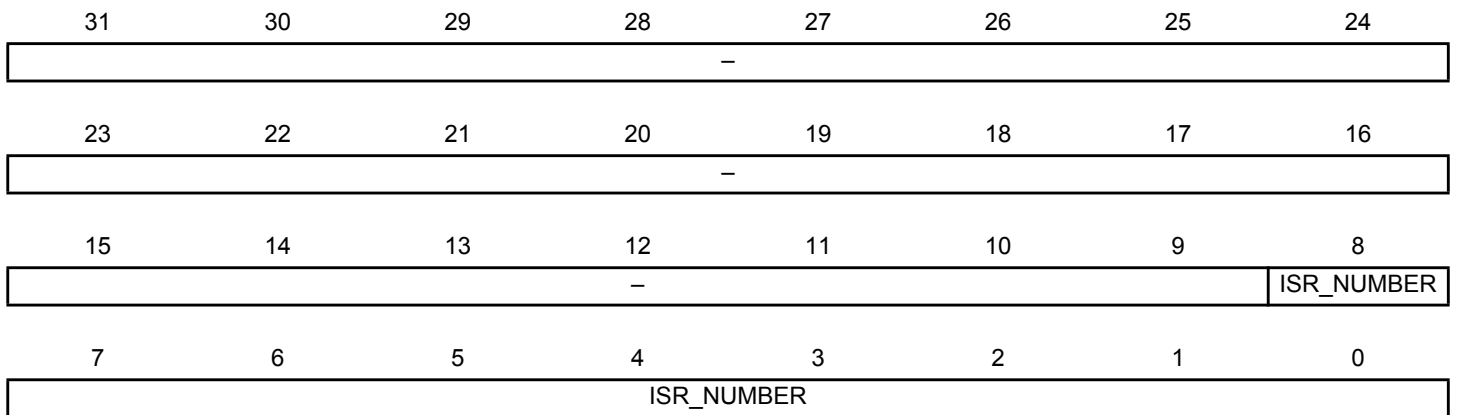 31 30 29 28 27 26 25 24
–
23 22 21 20 19 18 17 16
–
15 14 13 12 11 10 9 8
– ISR_NUMBER
7 6 5 4 3 2 1 0
ISR_NUMBER